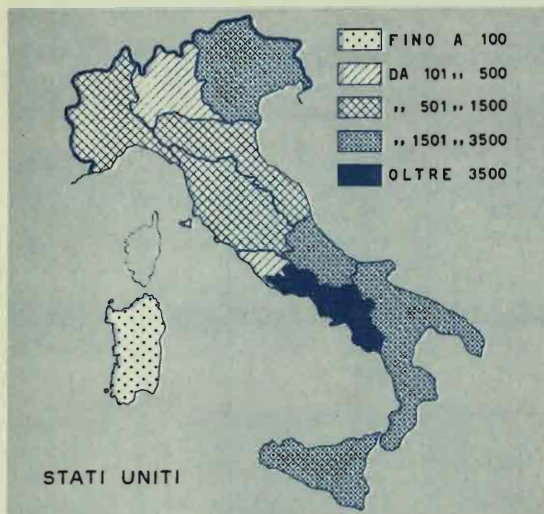 FINO A 100
DA 101 ,, 500
,, 501 ,, 1500
,, 1501 ,, 3500
OLTRE 3500
STATI UNITI